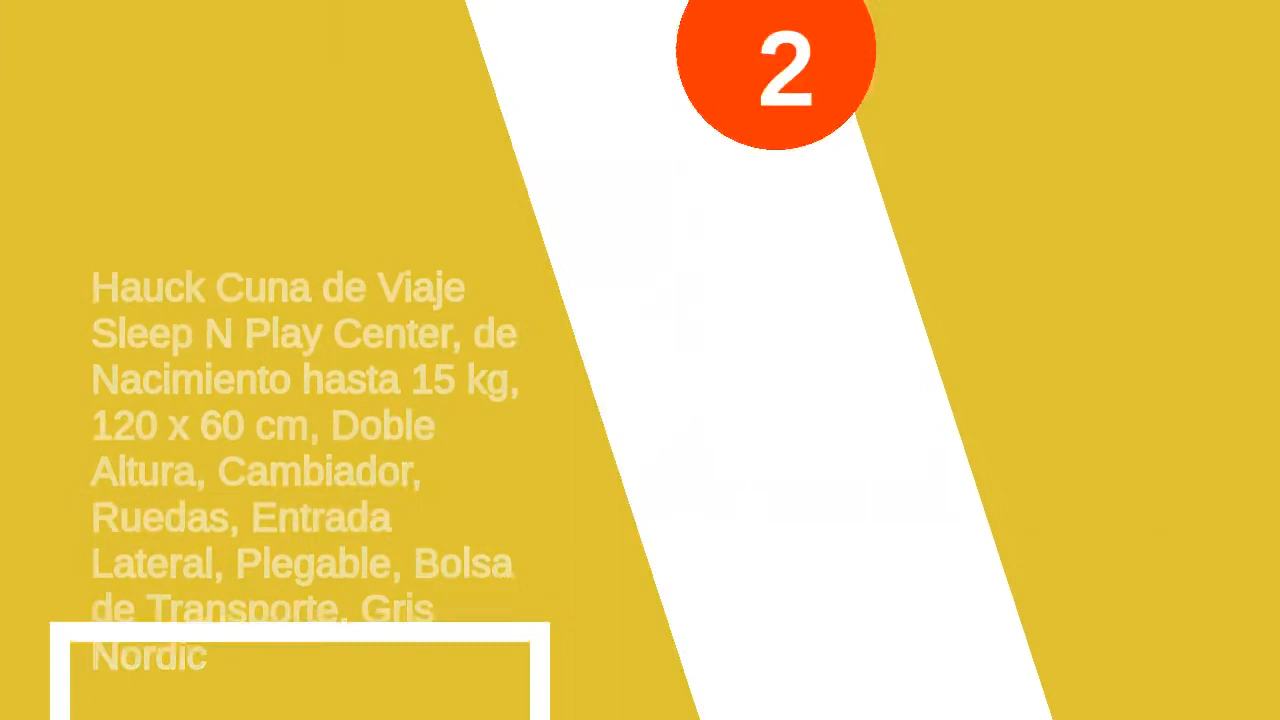 2
Hauck Cuna de Viaje
Sleep N Play Center, de
Nacimiento hasta 15 kg,
120 x 60 cm, Doble
Altura, Cambiador,
Ruedas, Entrada
Lateral, Plegable, Bolsa
de Transporte, Gris
Nordic